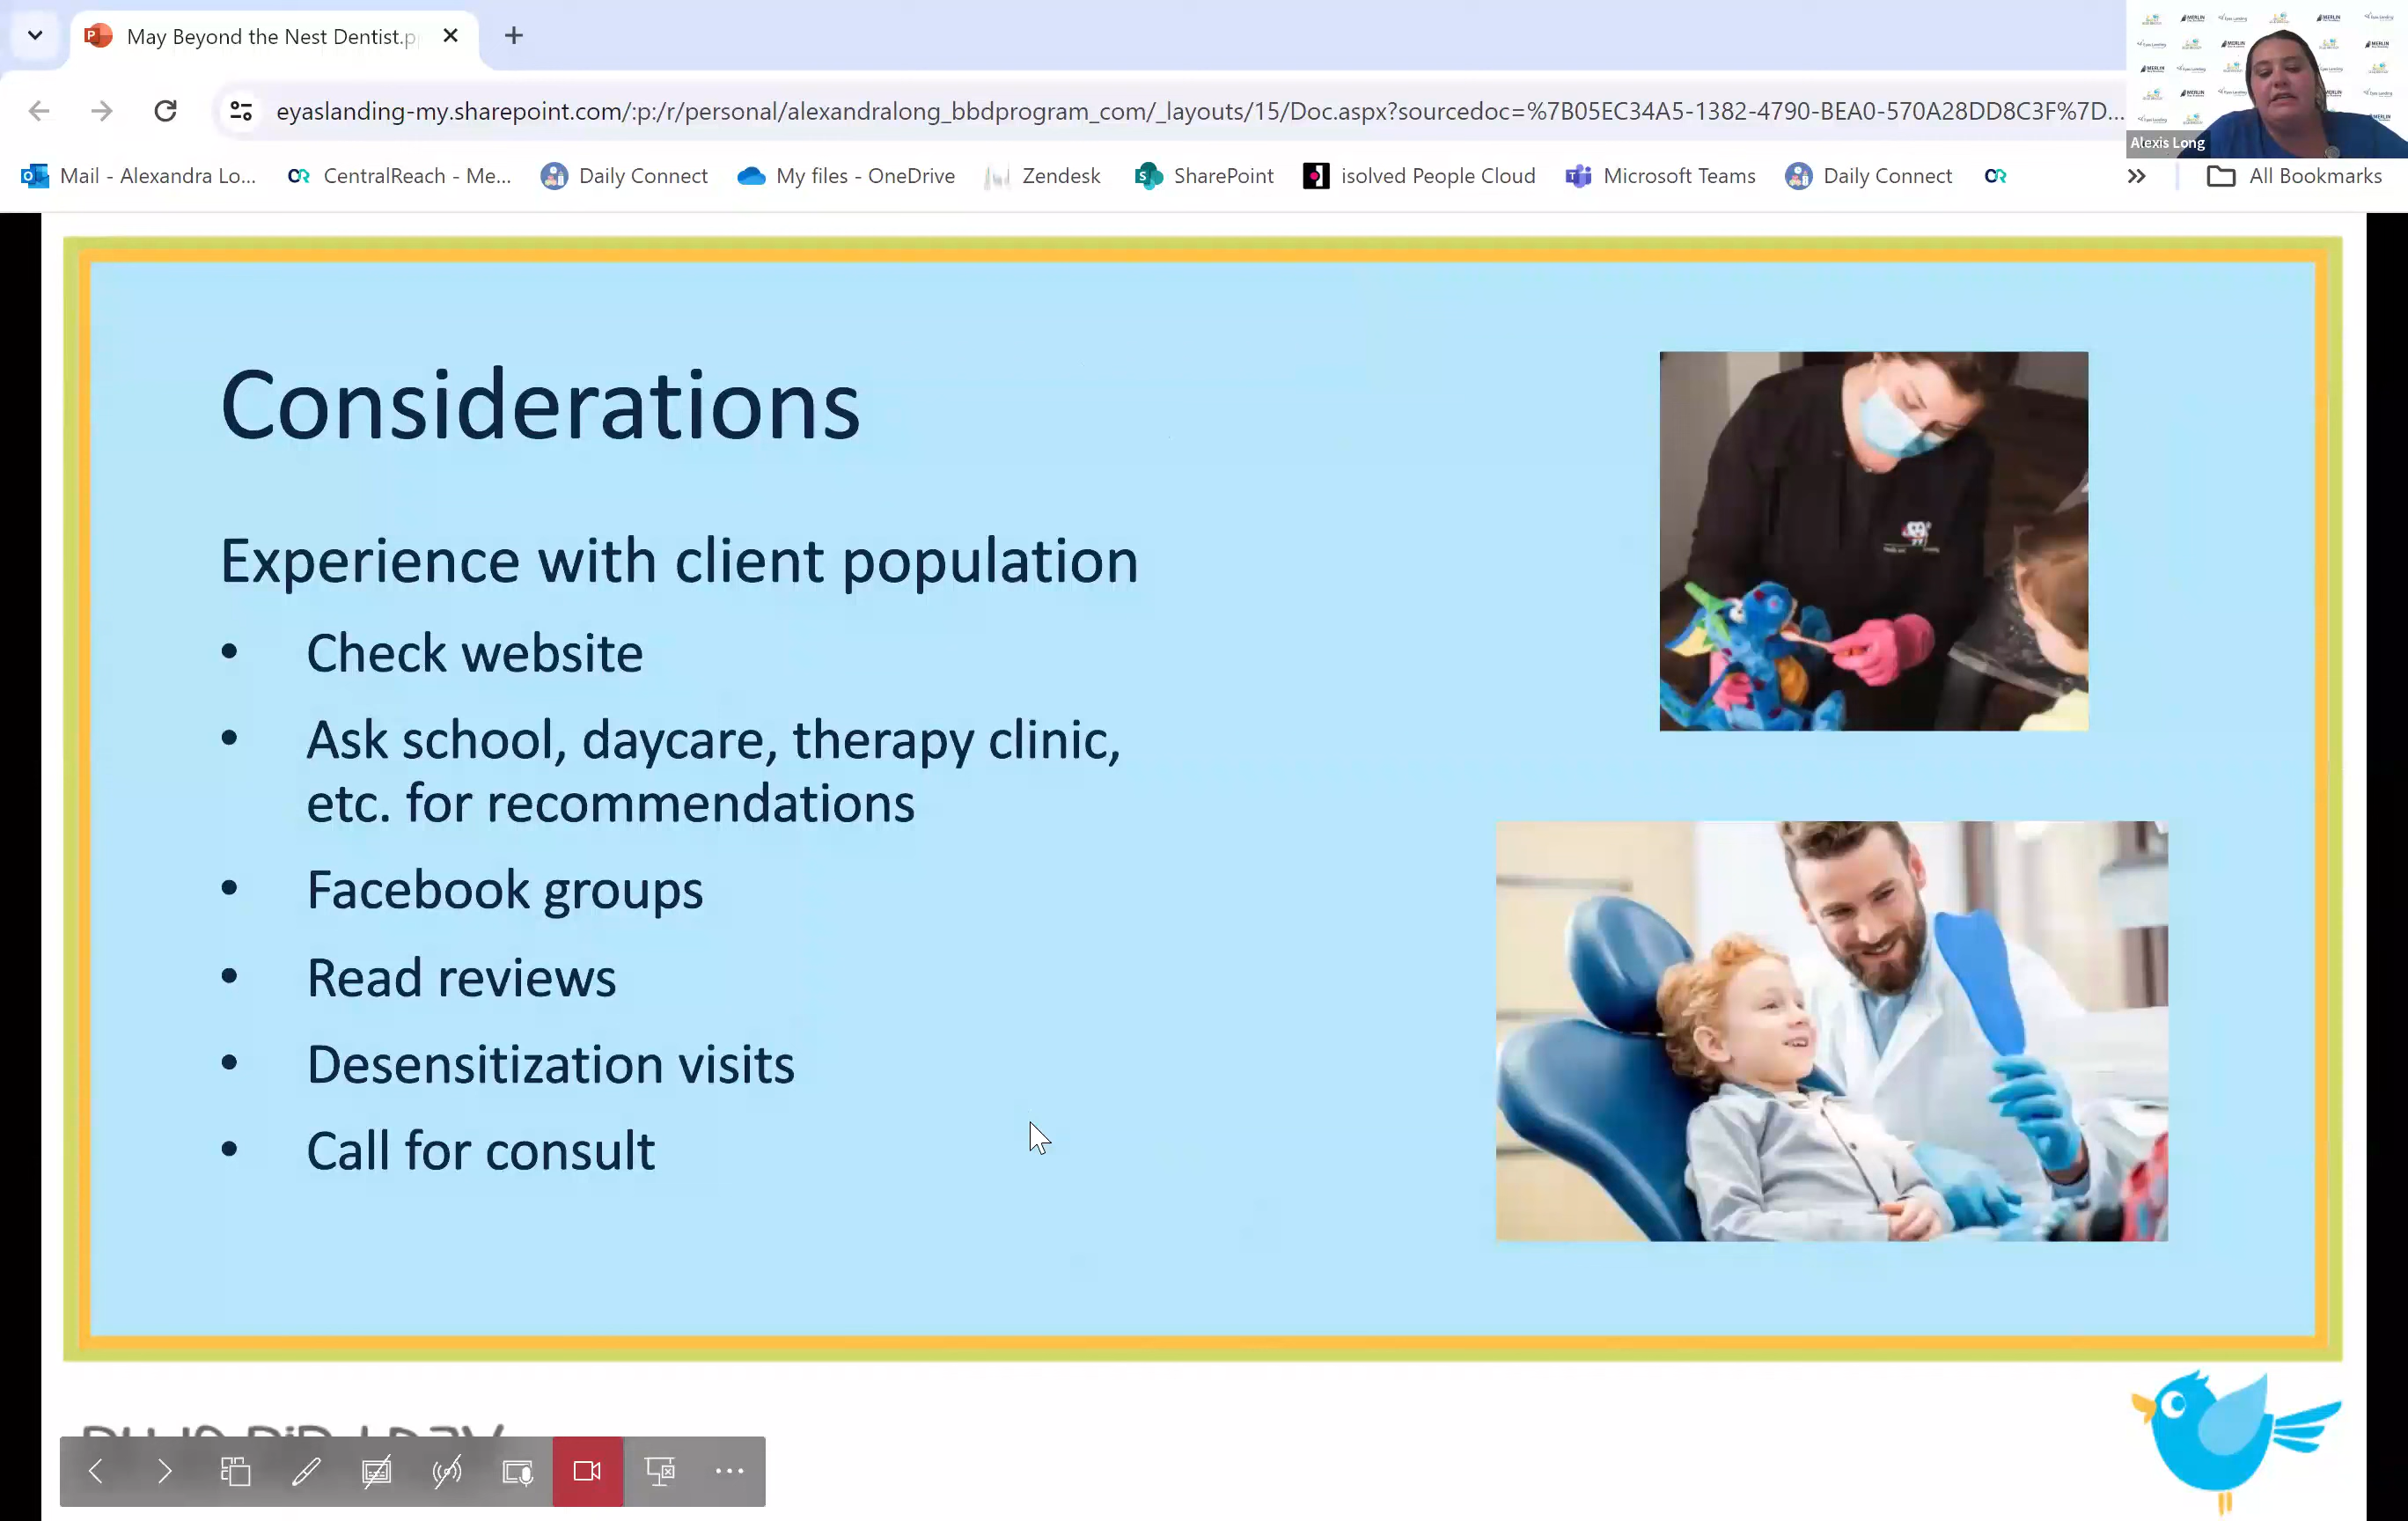 May Beyond the Nest Dentist.p
eyaslanding-my.sharepoint.com/:p:/r/personal/alexandralong_bbdprogram_com/_layouts/15/Doc.aspx?sourcedoc=%7B05EC34A5-1382-4790-BEA0-570A28DD8C3F%7D...
Alexis Long
Mail - Alexandra Lo... CentralReach - Me... Daily Connect My files - OneDrive Zendesk SharePoint isolved People Cloud Microsoft Teams Daily Connect All Bookmarks
Considerations
Experience with client population
• Check website
• Ask school, daycare, therapy clinic,
etc. for recommendations
• Facebook groups
• Read reviews
• Desensitization visits
• Call for consult